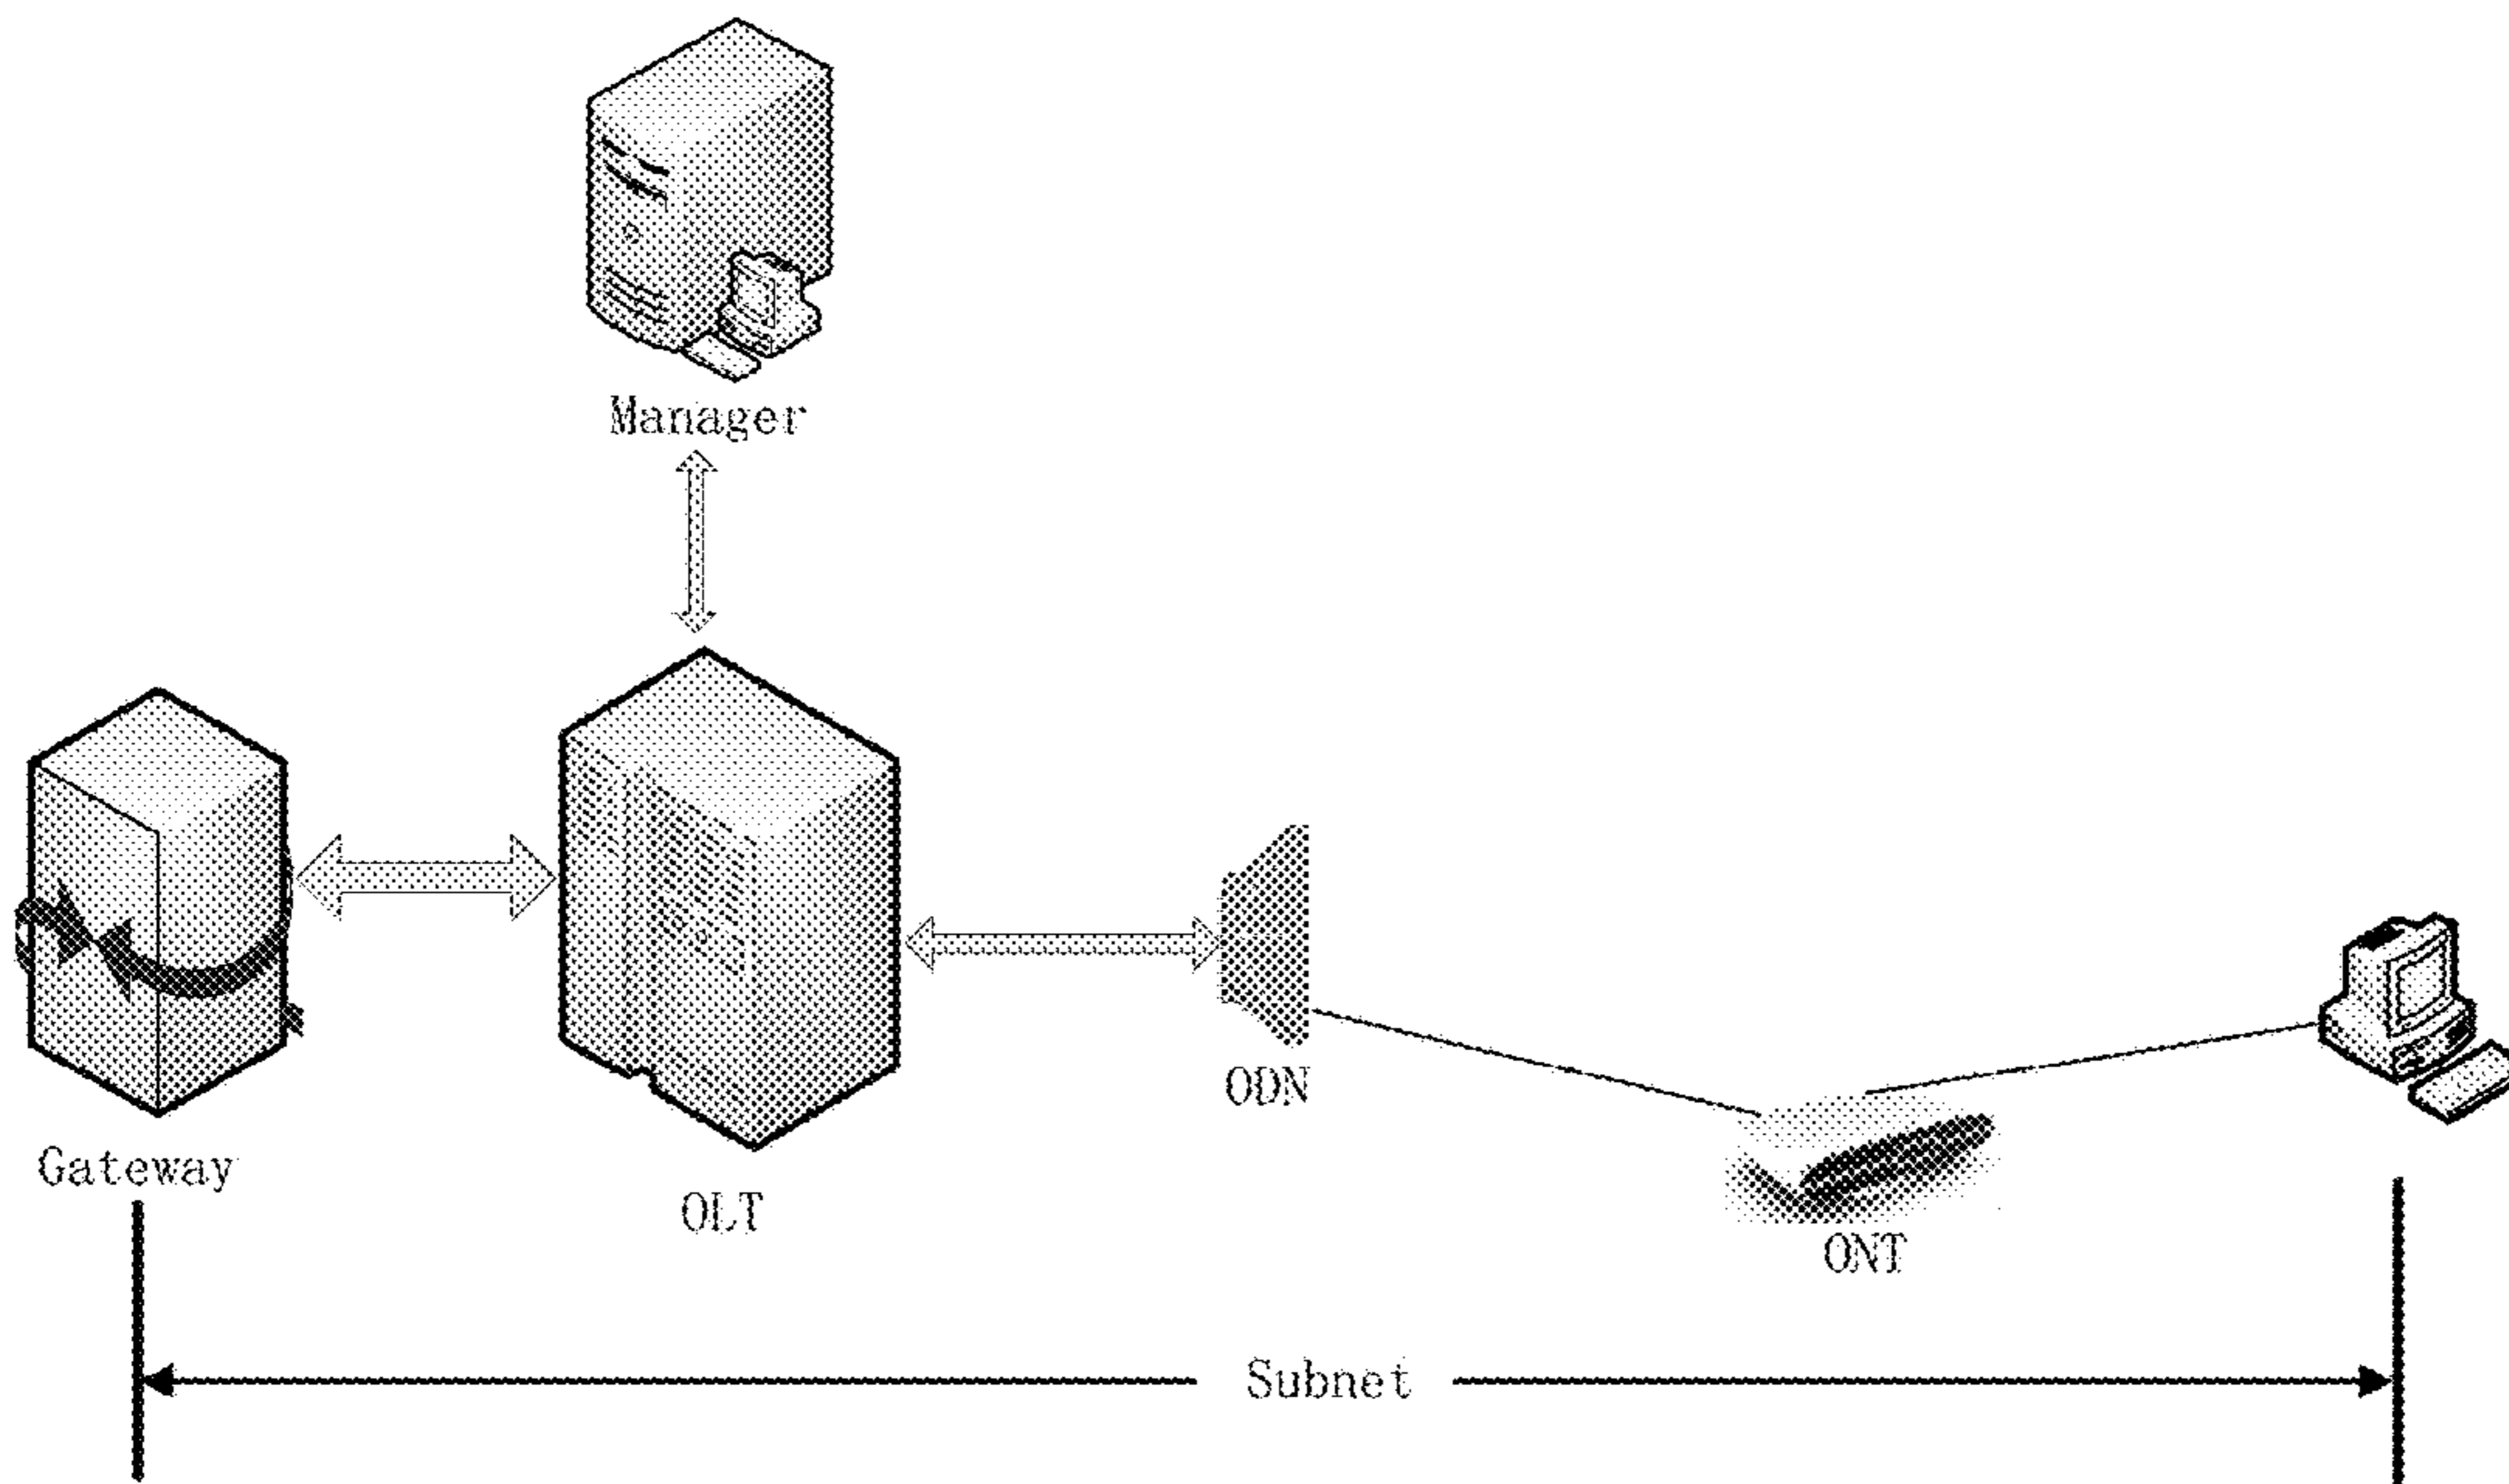 Manager
ODN
Gateway
OLT
ONT
Subnet